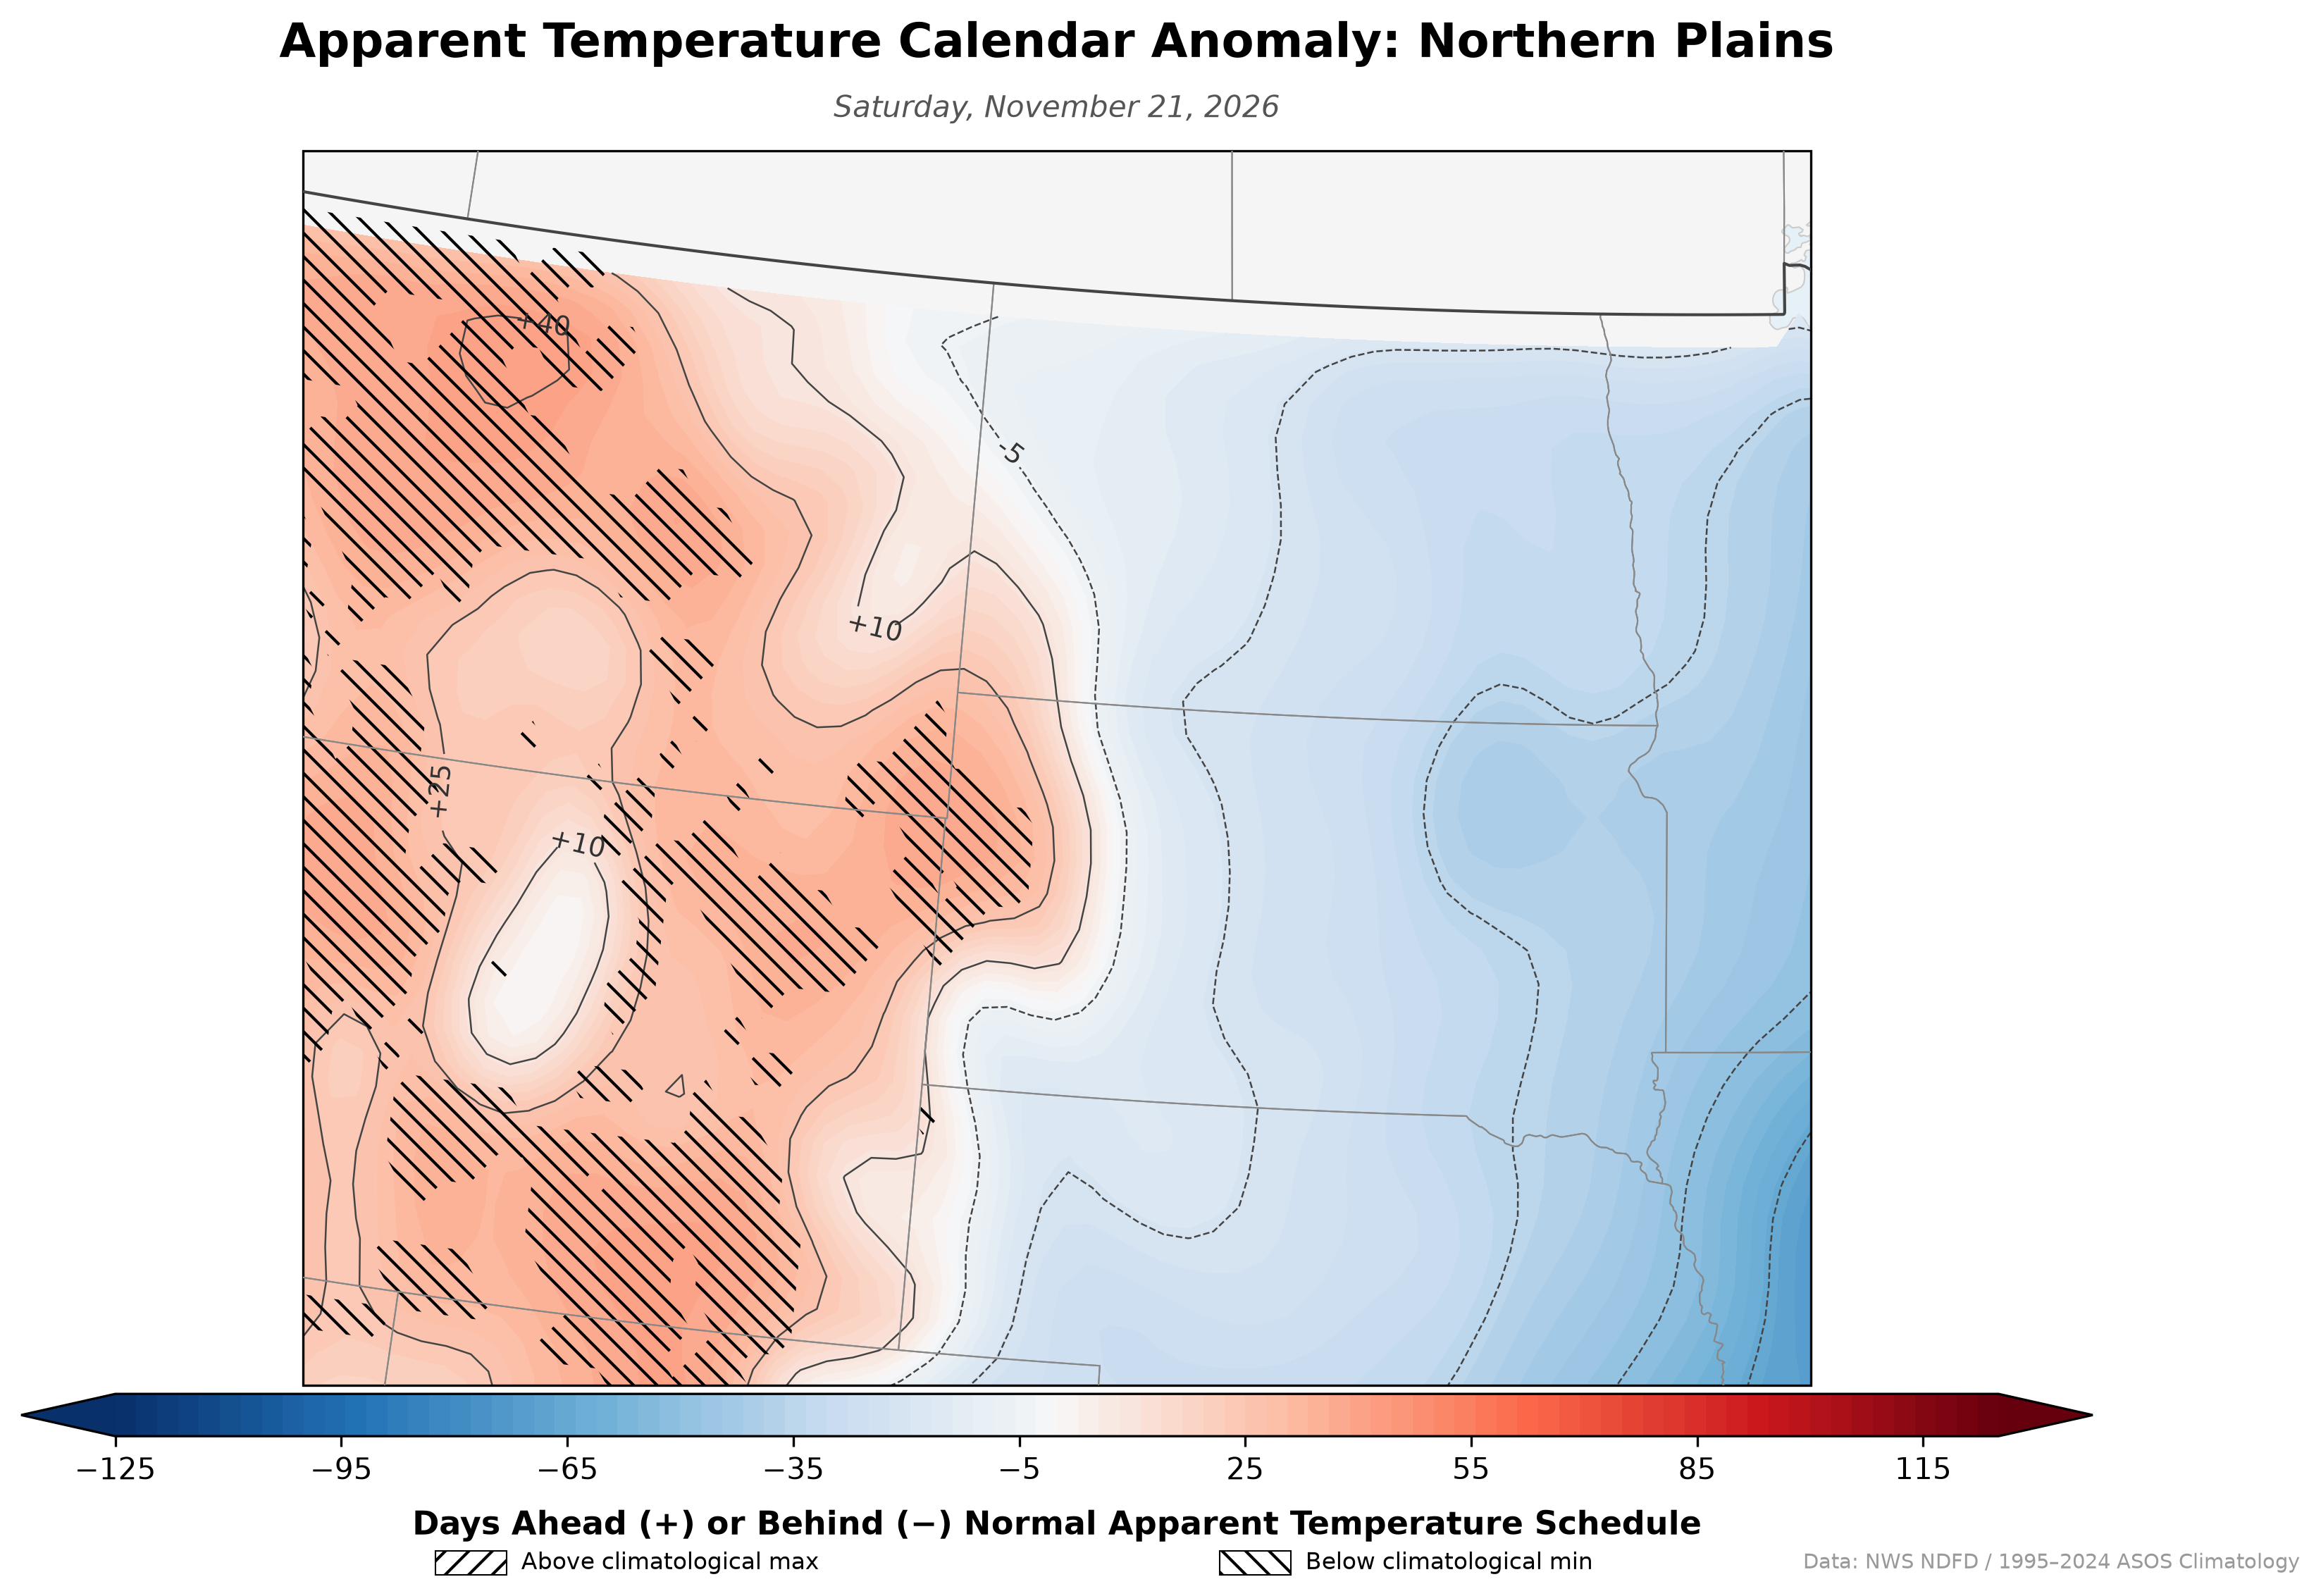 Apparent Temperature Calendar Anomaly: Northern Plains
Saturday, November 21, 2026
+40
-5
+10
+25
+10
−125 −95 −65 −35 −5 25 55 85 115
Days Ahead (+) or Behind (−) Normal Apparent Temperature Schedule
Above climatological max Below climatological min Data: NWS NDFD / 1995–2024 ASOS Climatology